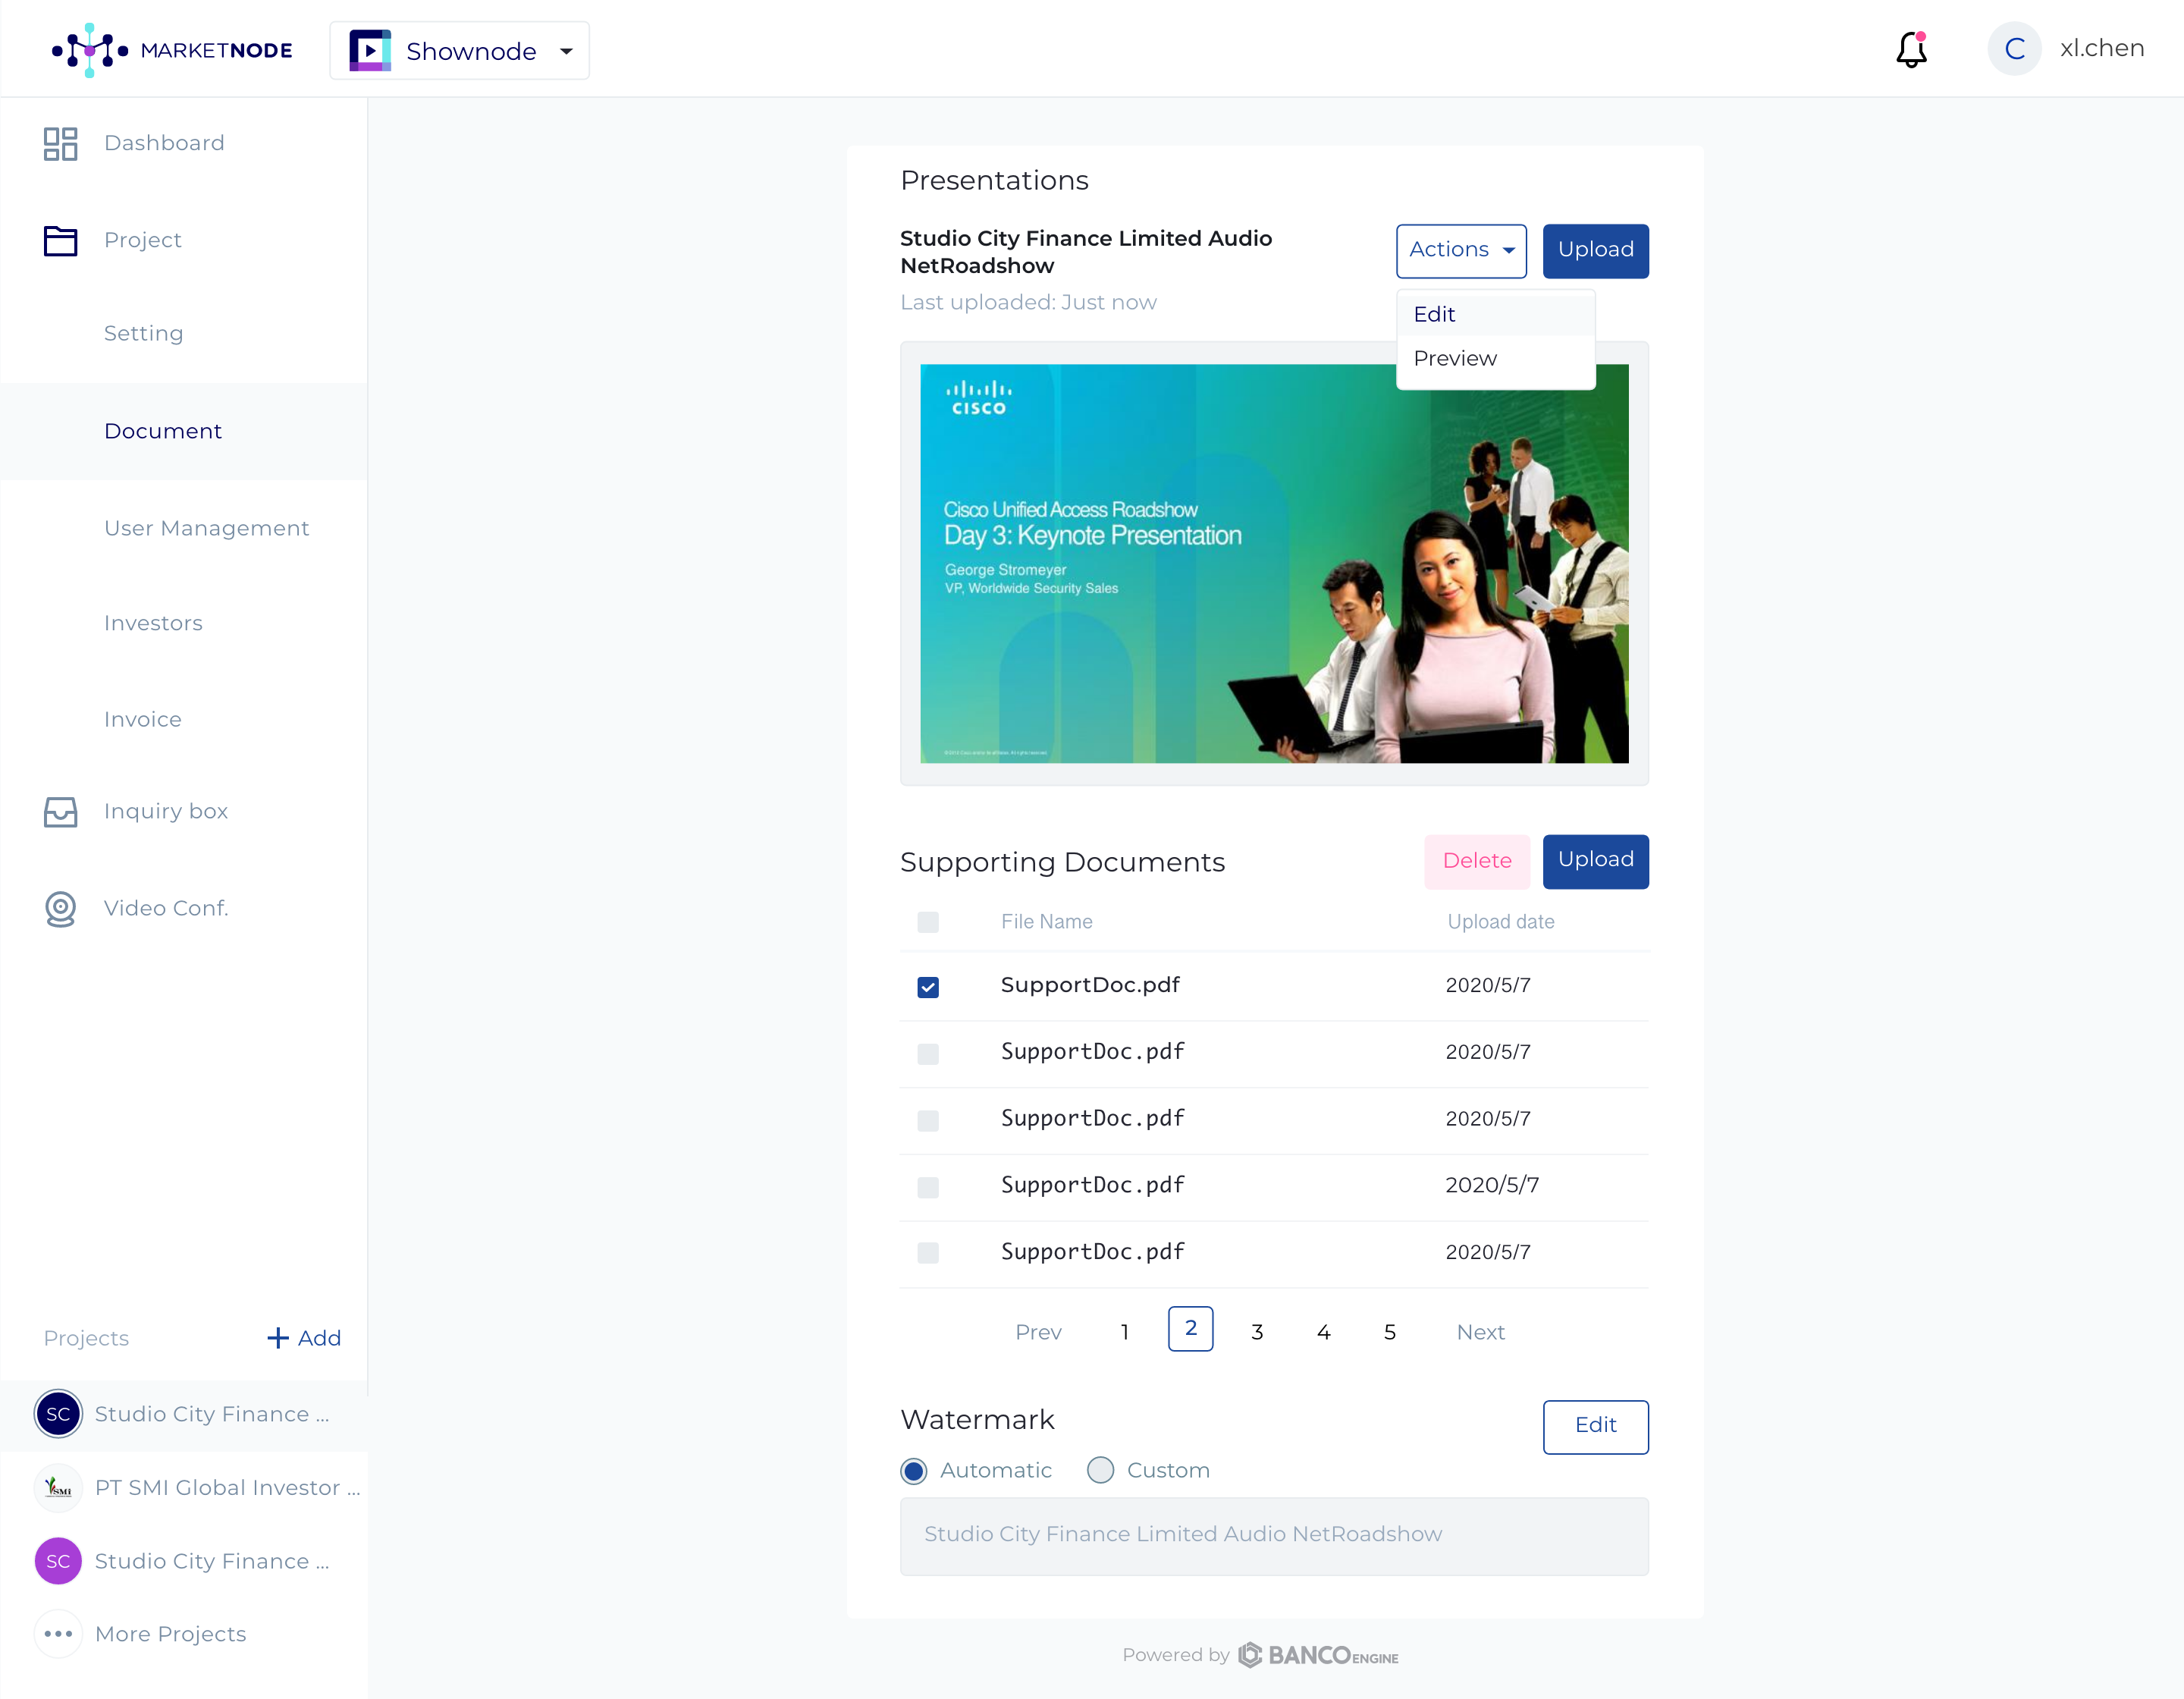 MARKETNODE
Shownode
C
xl.chen
Dashboard
Project
Setting
Document
User Management
Investors
Invoice
Inquiry box
Video Conf.
Projects
Add
SC
Studio City Finance ...
SMI
PT SMI Global Investor ...
SC
Studio City Finance ...
More Projects
Presentations
Studio City Finance Limited Audio
NetRoadshow
Last uploaded: Just now
Actions
Upload
Edit
Preview
CISCO
Cisco Unified Access Roadshow
Day 3: Keynote Presentation
George Stromeyer
VP, Worldwide Security Sales
Supporting Documents
Delete
Upload
File Name Upload date
SupportDoc.pdf 2020/5/7
SupportDoc.pdf 2020/5/7
SupportDoc.pdf 2020/5/7
SupportDoc.pdf 2020/5/7
SupportDoc.pdf 2020/5/7
Prev 1 2 3 4 5 Next
Watermark
Edit
Automatic Custom
Studio City Finance Limited Audio NetRoadshow
Powered by BANCO ENGINE